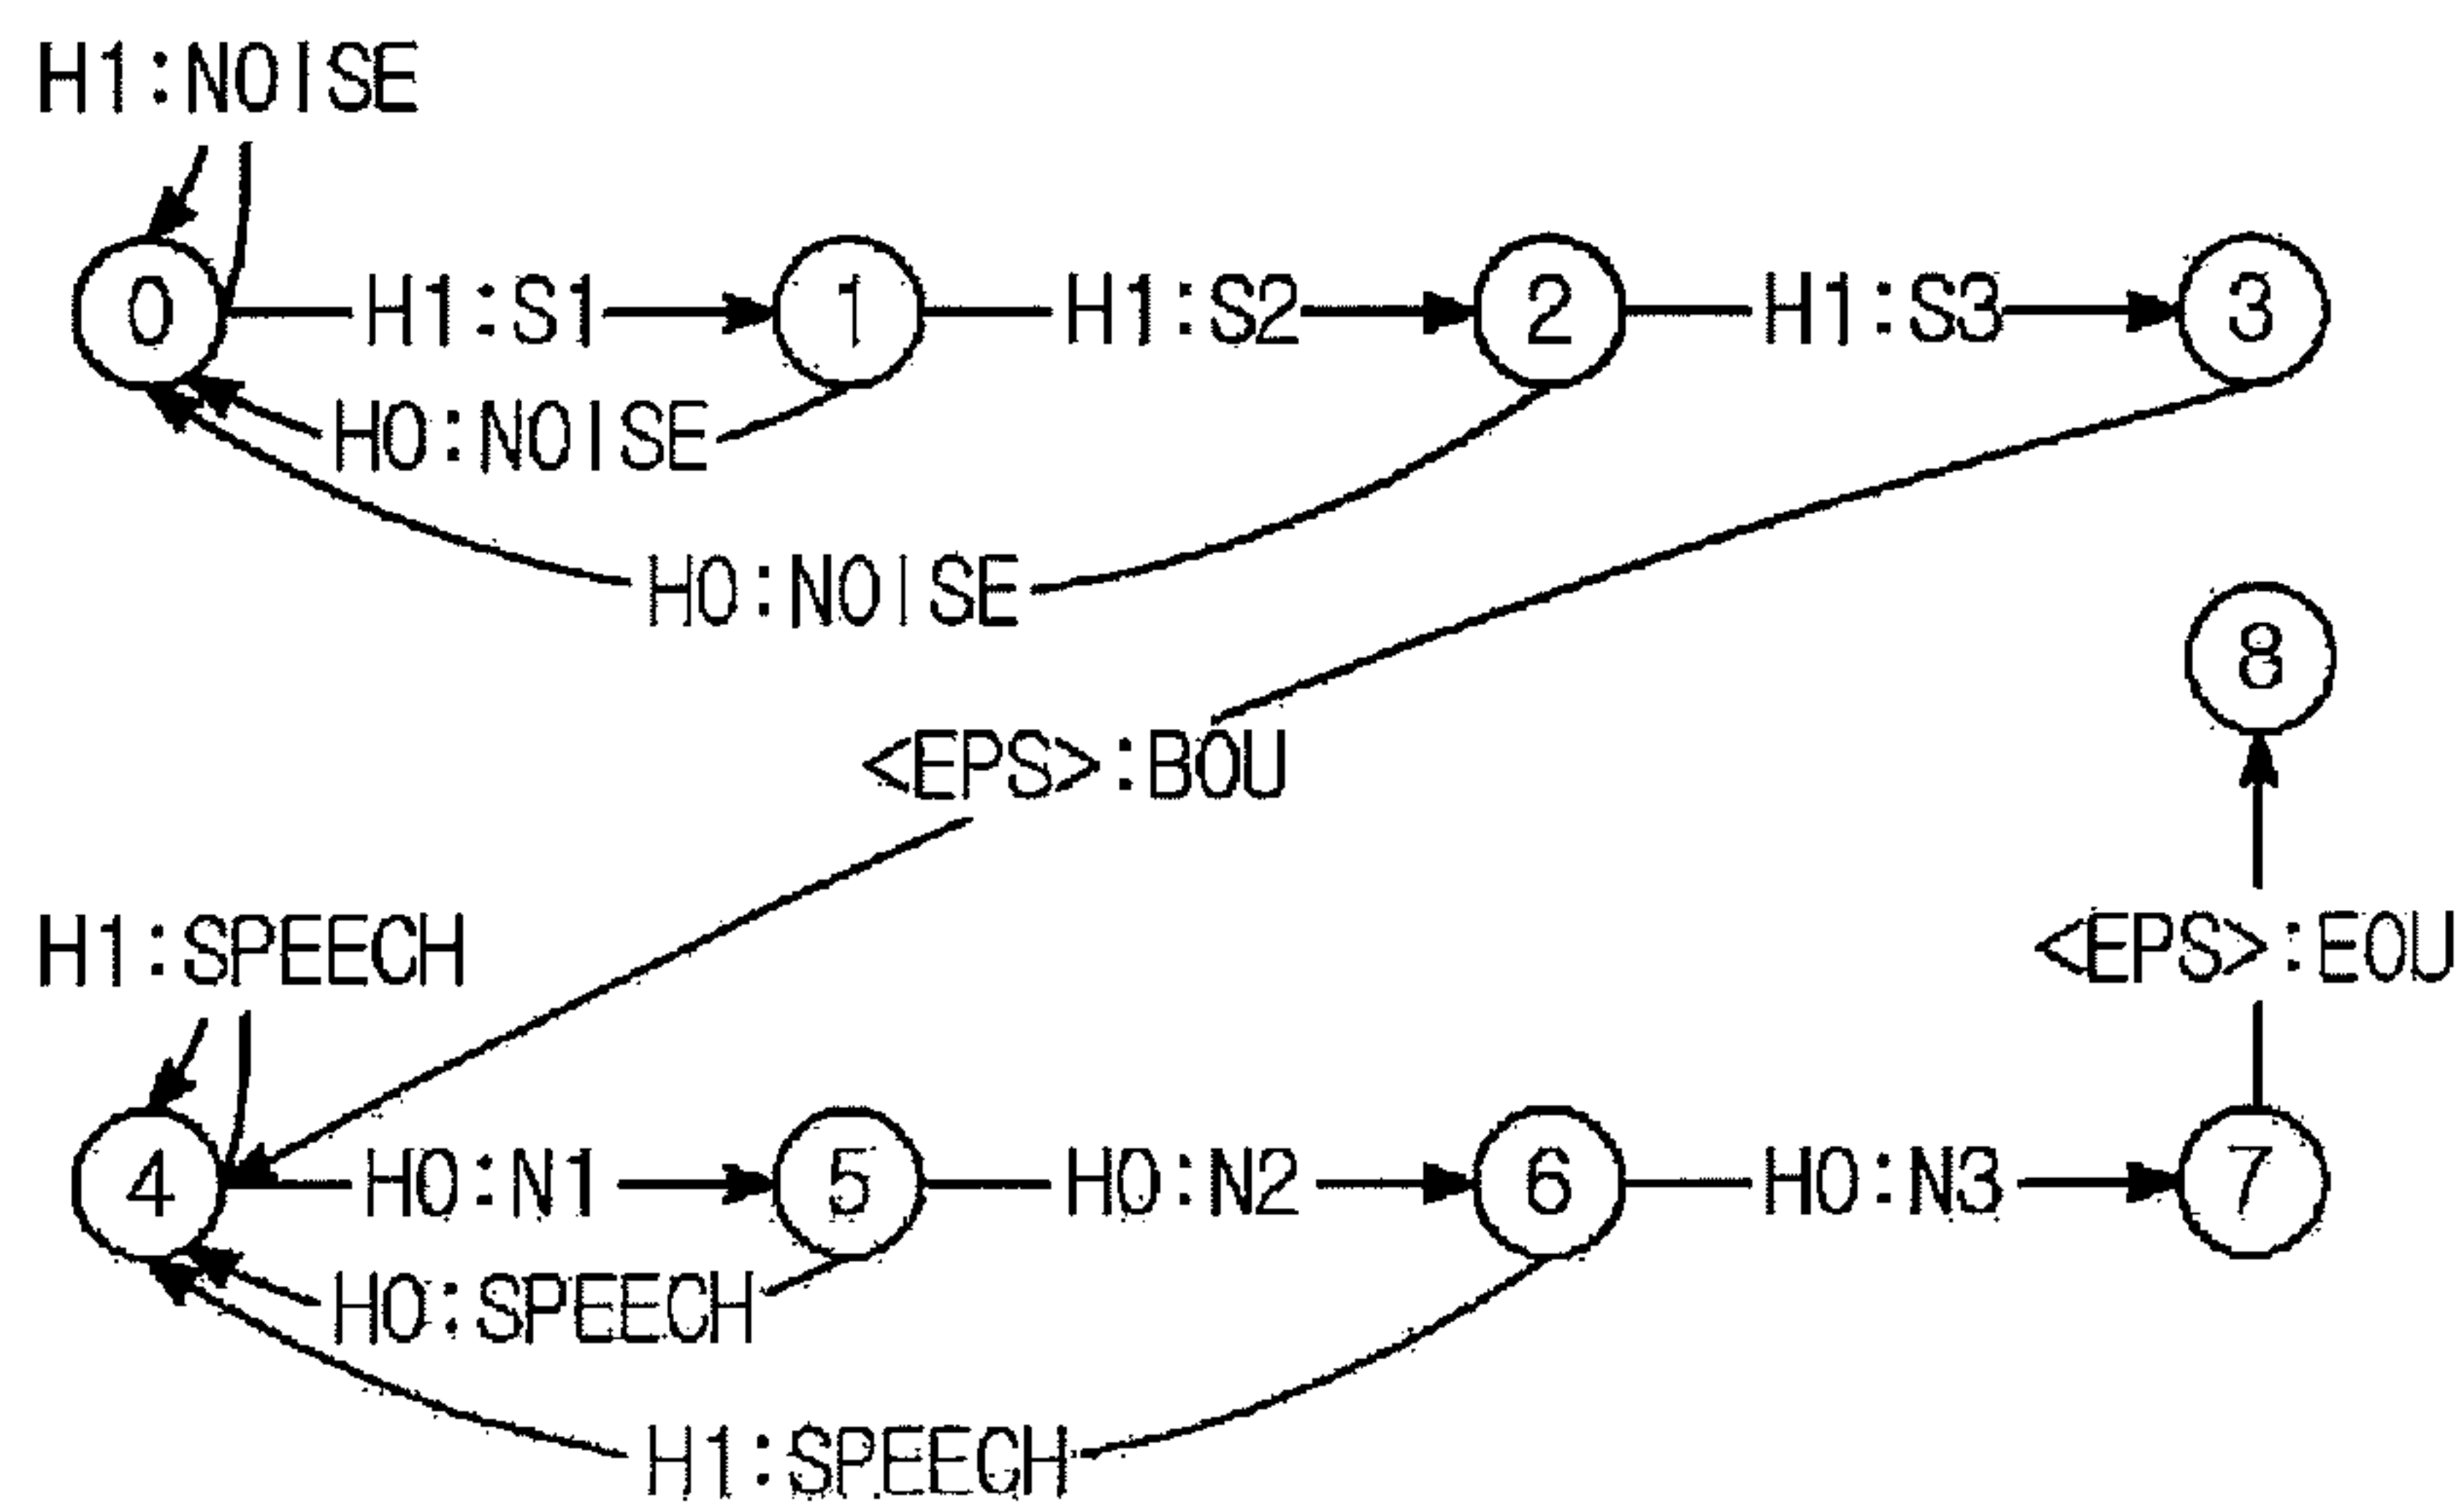 H1:NOISE
0 H1:S1 1 H1:S2 2 H1:S3 3
H0:NOISE
H0:NOISE
8
<EPS>:BOU
H1:SPEECH
<EPS>:EOU
4 H0:N1 5 H0:N2 6 H0:N3 7
H0:SPEECH
H1:SPEECH